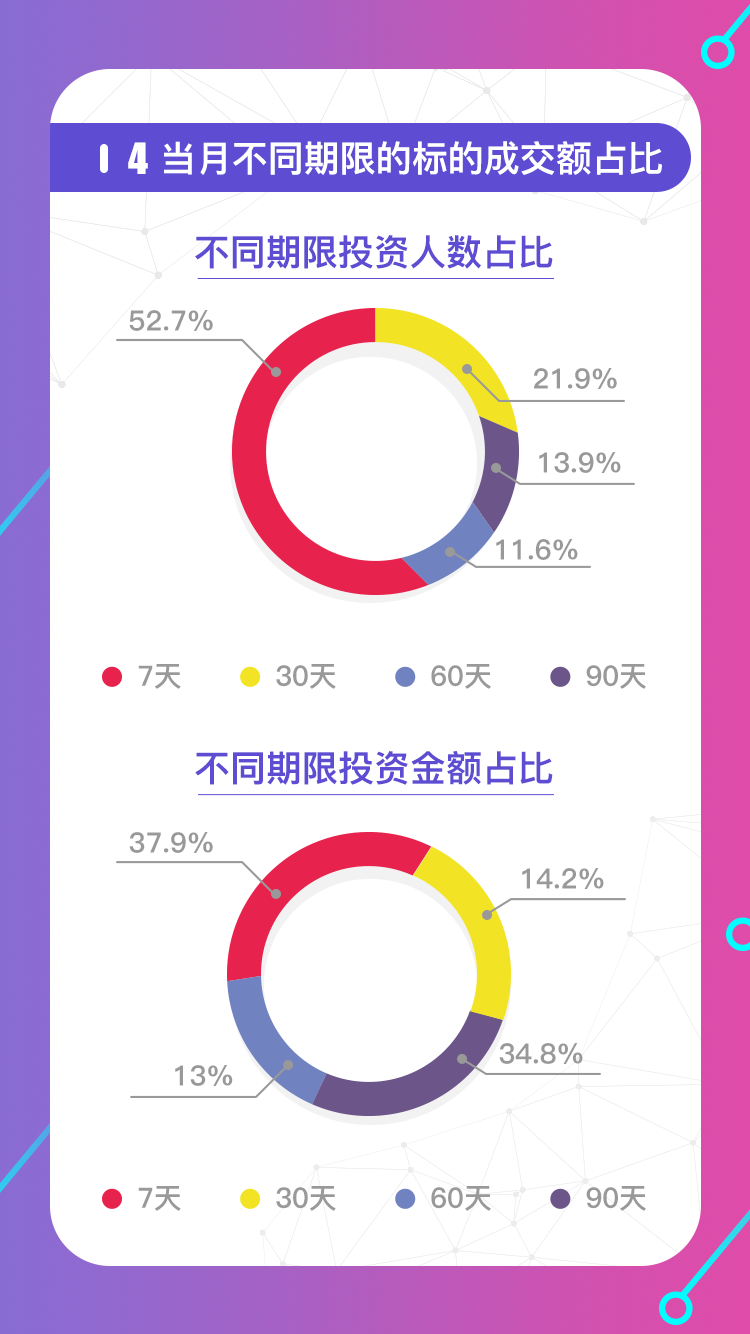 4 当月不同期限的标的成交额占比
不同期限投资人数占比
52.7%
21.9%
13.9%
11.6%
7天 30天 60天 90天
不同期限投资金额占比
37.9%
14.2%
34.8%
13%
7天 30天 60天 90天